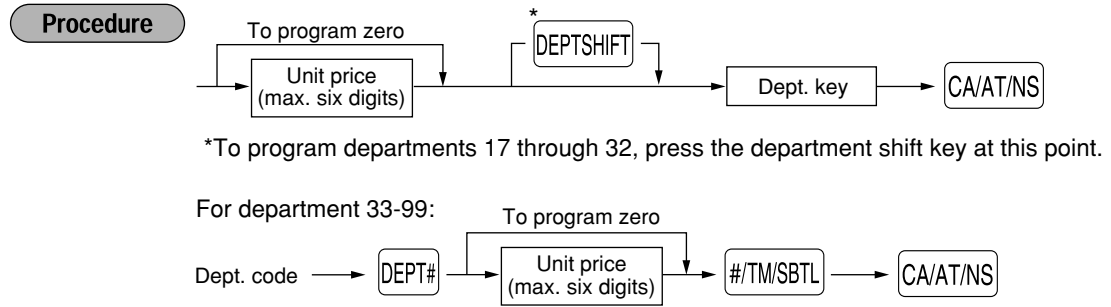 Procedure
To program zero
*
DEPTSHIFT
Unit price
(max. six digits)
Dept. key
CA/AT/NS
*To program departments 17 through 32, press the department shift key at this point.
For department 33-99:
To program zero
Dept. code
DEPT#
Unit price
(max. six digits)
#/TM/SBTL
CA/AT/NS